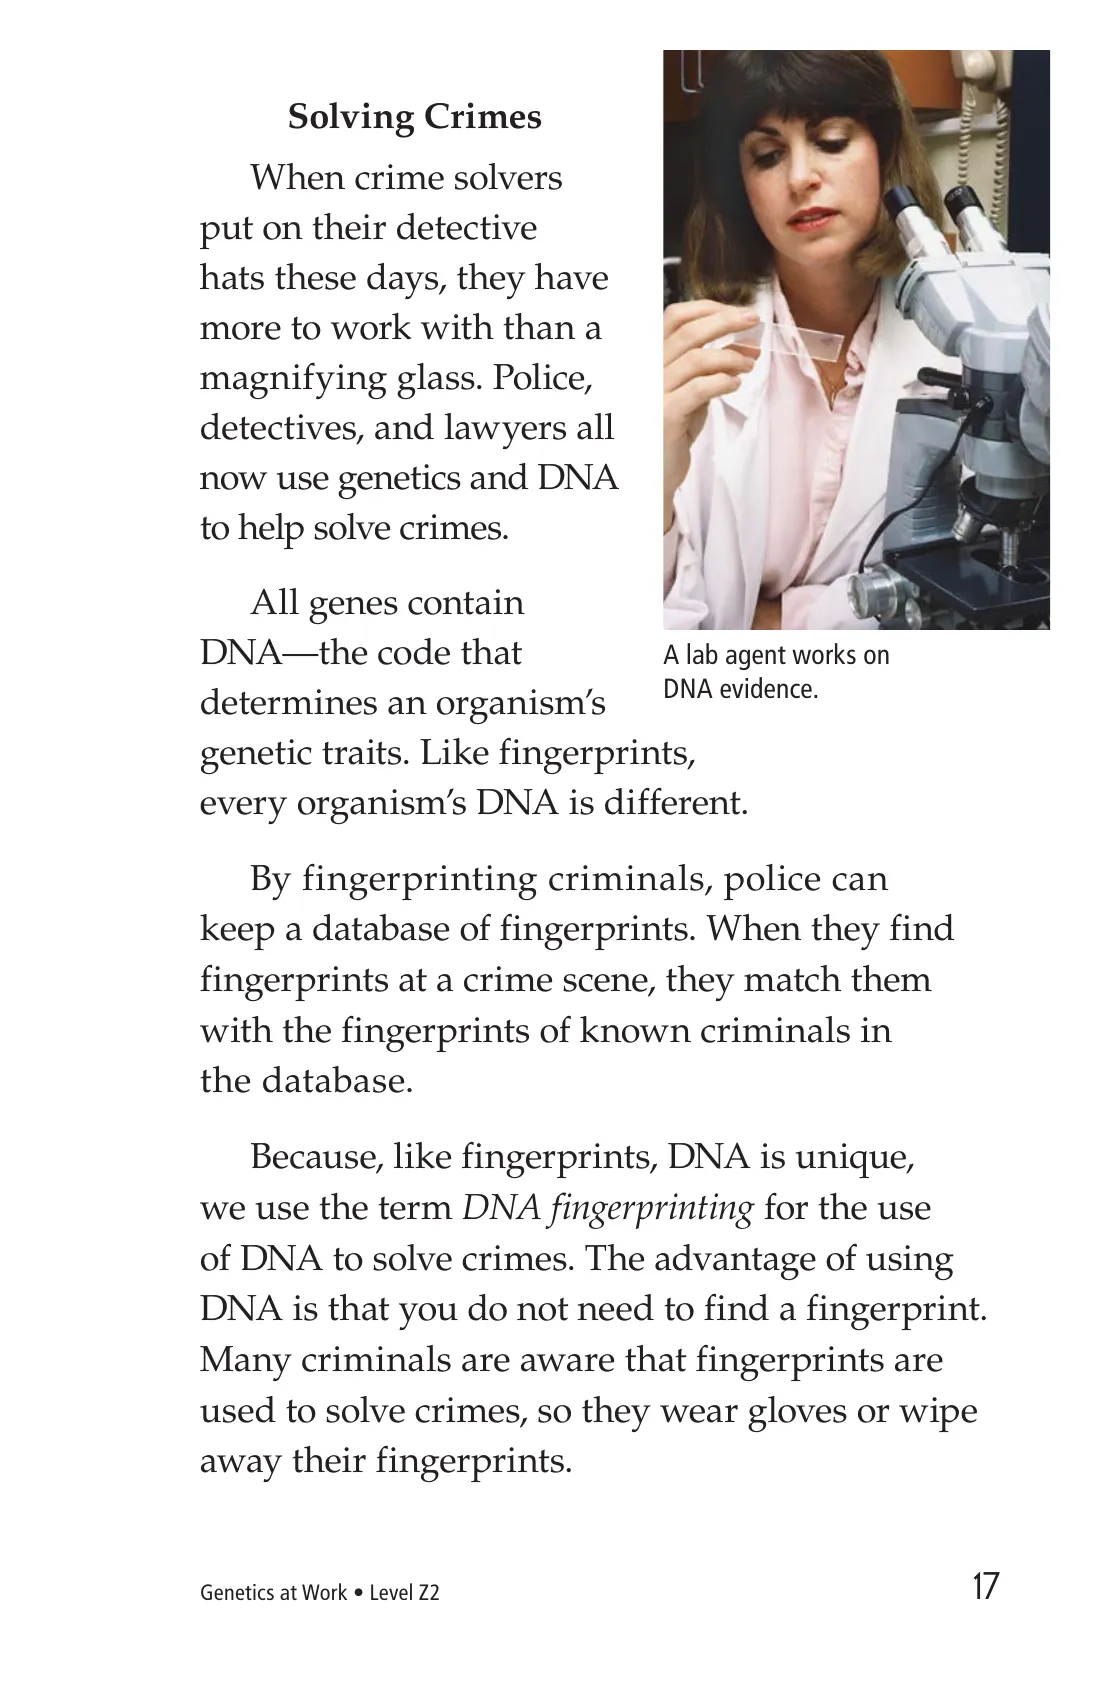 Solving Crimes
When crime solvers
put on their detective
hats these days, they have
more to work with than a
magnifying glass. Police,
detectives, and lawyers all
now use genetics and DNA
to help solve crimes.
All genes contain
DNA—the code that
determines an organism’s
genetic traits. Like fingerprints,
every organism’s DNA is different.
A lab agent works on
DNA evidence.
By fingerprinting criminals, police can
keep a database of fingerprints. When they find
fingerprints at a crime scene, they match them
with the fingerprints of known criminals in
the database.
Because, like fingerprints, DNA is unique,
we use the term DNA fingerprinting for the use
of DNA to solve crimes. The advantage of using
DNA is that you do not need to find a fingerprint.
Many criminals are aware that fingerprints are
used to solve crimes, so they wear gloves or wipe
away their fingerprints.
Genetics at Work • Level Z2
17